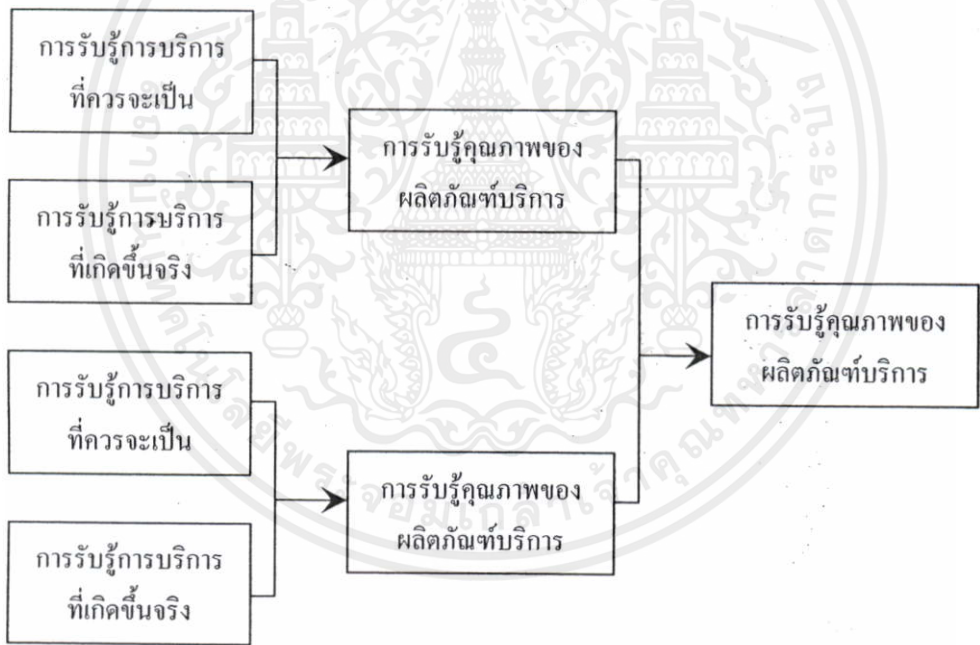 การรับรู้การบริการ
ที่ควรจะเป็น
การรับรู้การบริการ
ที่เกิดขึ้นจริง
การรับรู้คุณภาพของ
ผลิตภัณฑ์บริการ
การรับรู้การบริการ
ที่ควรจะเป็น
การรับรู้การบริการ
ที่เกิดขึ้นจริง
การรับรู้คุณภาพของ
ผลิตภัณฑ์บริการ
การรับรู้คุณภาพของ
ผลิตภัณฑ์บริการ